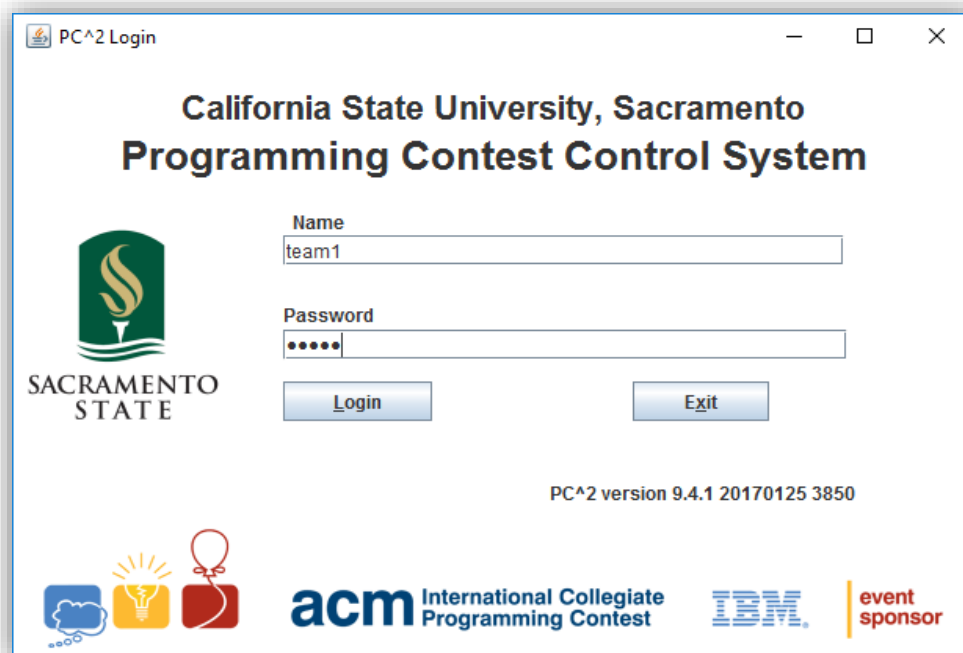 PC^2 Login
California State University, Sacramento
Programming Contest Control System
Name
team1
Password
•••••
SACRAMENTO
STATE
Login
Exit
PC^2 version 9.4.1 20170125 3850
acm International Collegiate
Programming Contest
IBM.
event
sponsor